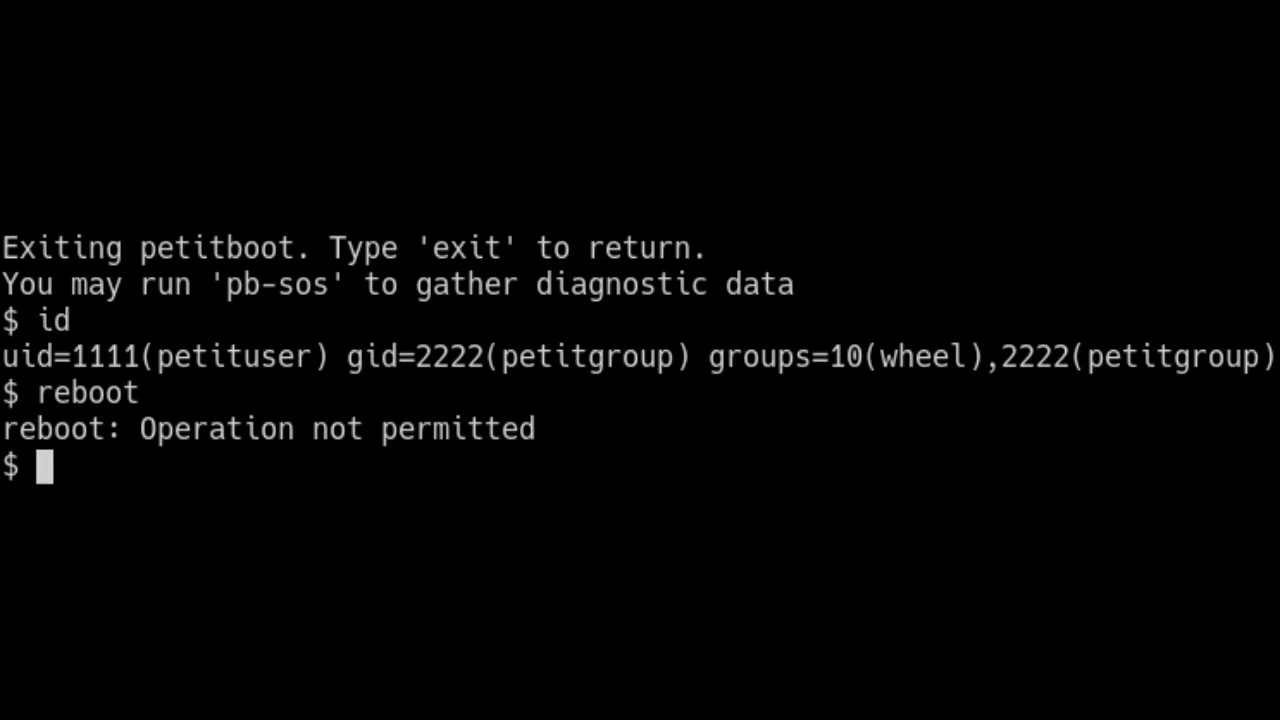 Exiting petitboot. Type 'exit' to return.
You may run 'pb-sos' to gather diagnostic data
$ id
uid=1111(petituser) gid=2222(petitgroup) groups=10(wheel),2222(petitgroup)
$ reboot
reboot: Operation not permitted
$